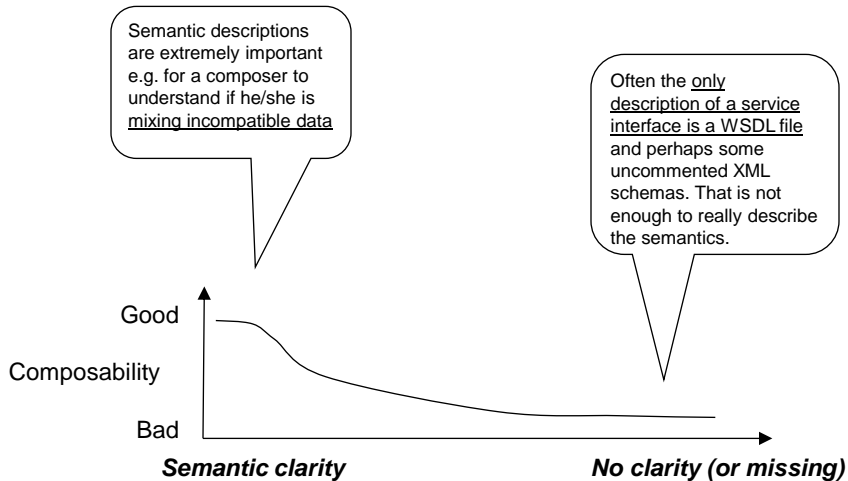 Semantic descriptions
are extremely important
e.g. for a composer to
understand if he/she is
mixing incompatible data
Often the only
description of a service
interface is a WSDL file
and perhaps some
uncommented XML
schemas. That is not
enough to really describe
the semantics.
Good
Composability
Bad
Semantic clarity
No clarity (or missing)